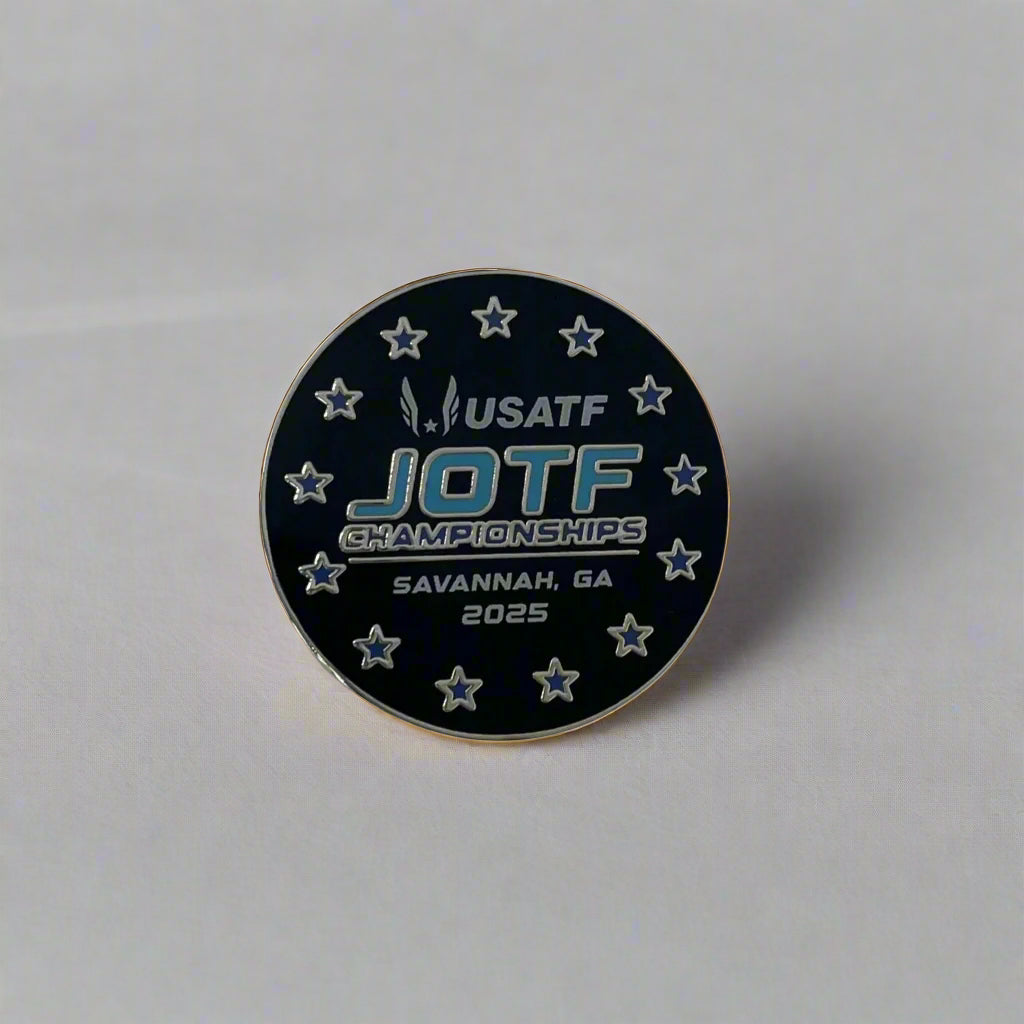 USATF
JOTF
CHAMPIONSHIPS
SAVANNAH, GA
2025